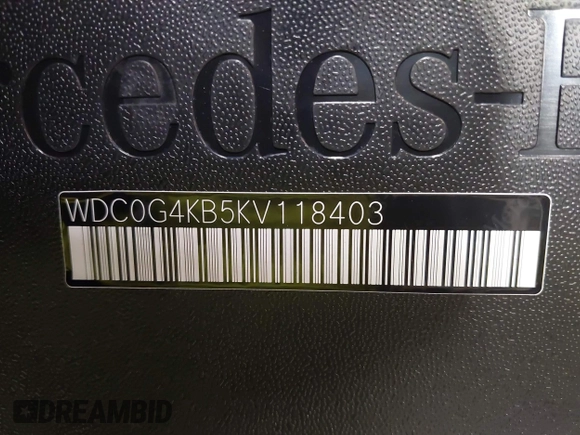 rcedes-B
WDC0G4KB5KV118403
DREAMBID